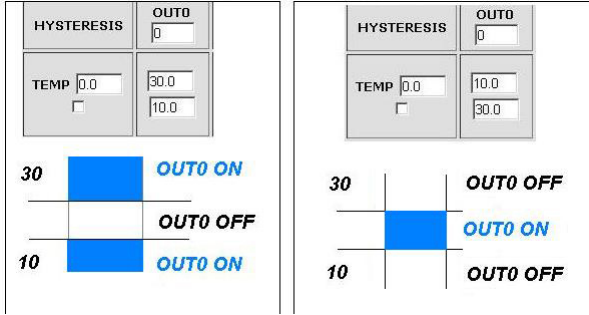 HYSTERESIS
OUT0
0
TEMP 0.0
30.0
10.0
30
OUT0 ON
OUT0 OFF
10
OUT0 ON
HYSTERESIS
OUT0
0
TEMP 0.0
10.0
30.0
30
OUT0 OFF
OUT0 ON
10
OUT0 OFF